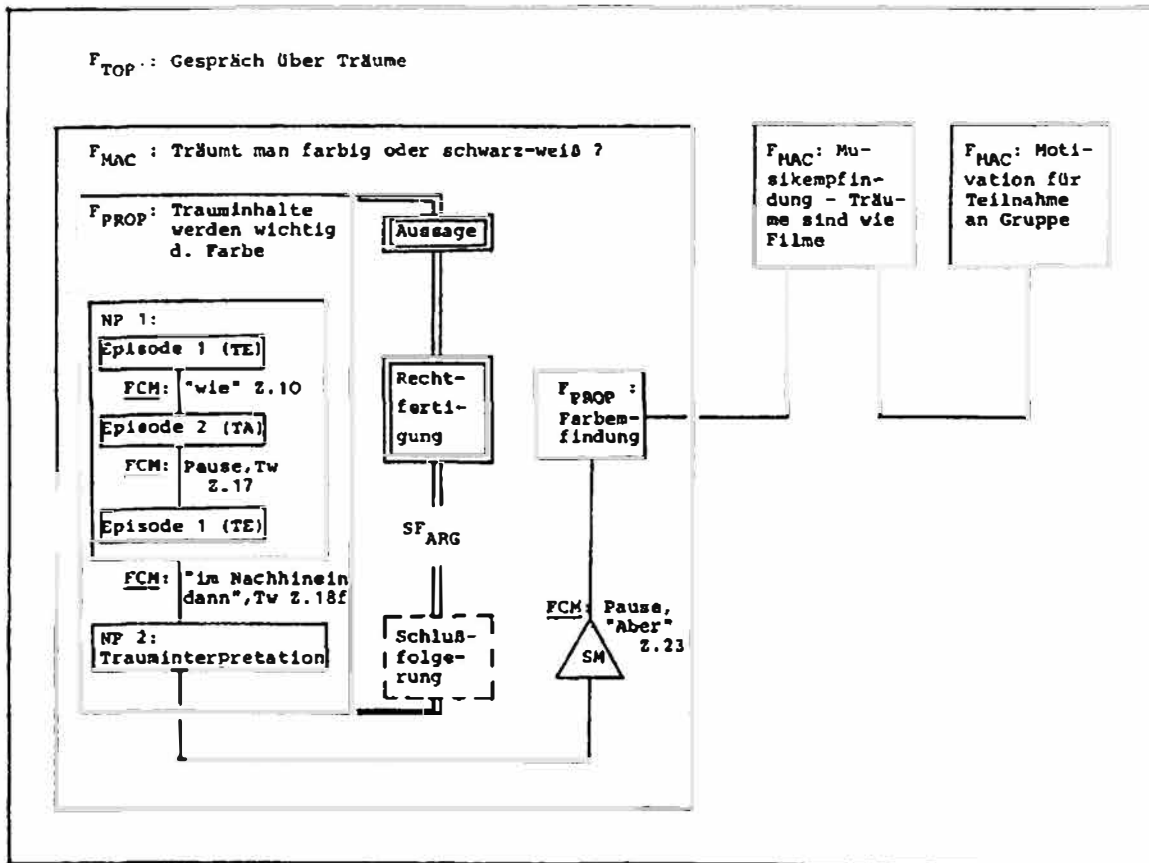 F_TOP .: Gespräch über Träume
F_MAC : Träumt man farbig oder schwarz-weiß ?
F_PROP: Trauminhalte
werden wichtig
d. Farbe
NP 1:
Episode 1 (TE)
FCM: "wie" Z.10
Episode 2 (TA)
FCM: Pause,Tw
Z.17
Episode 1 (TE)
FCM: "im Nachhinein
dann",Tw Z.18f
NP 2:
Trauminterpretation
Aussage
Recht-
ferti-
gung
SF_ARG
Schluß-
folge-
rung
F_PROP :
Farbem-
findung
FCM: Pause,
"Aber"
Z.23
SM
F_MAC: Mu-
sikempfin-
dung - Träu-
me sind wie
Filme
F_MAC: Moti-
vation für
Teilnahme
an Gruppe